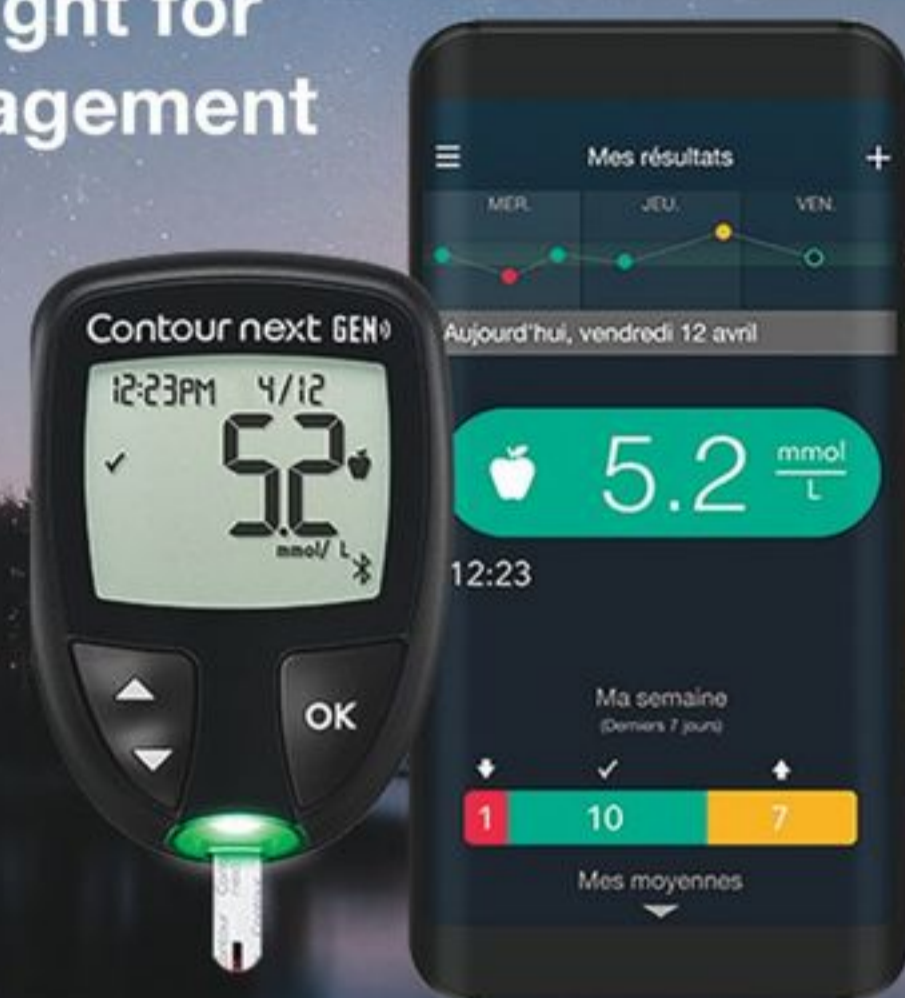 ght for
agement
Contour next GEN
12:23PM 4/12
5.2
mmol/L
OK
Mes résultats
MER. JEU. VEN.
Aujourd'hui, vendredi 12 avril
5.2 mmol
L
12:23
Ma semaine
(Derniers 7 jours)
1 10 7
Mes moyennes